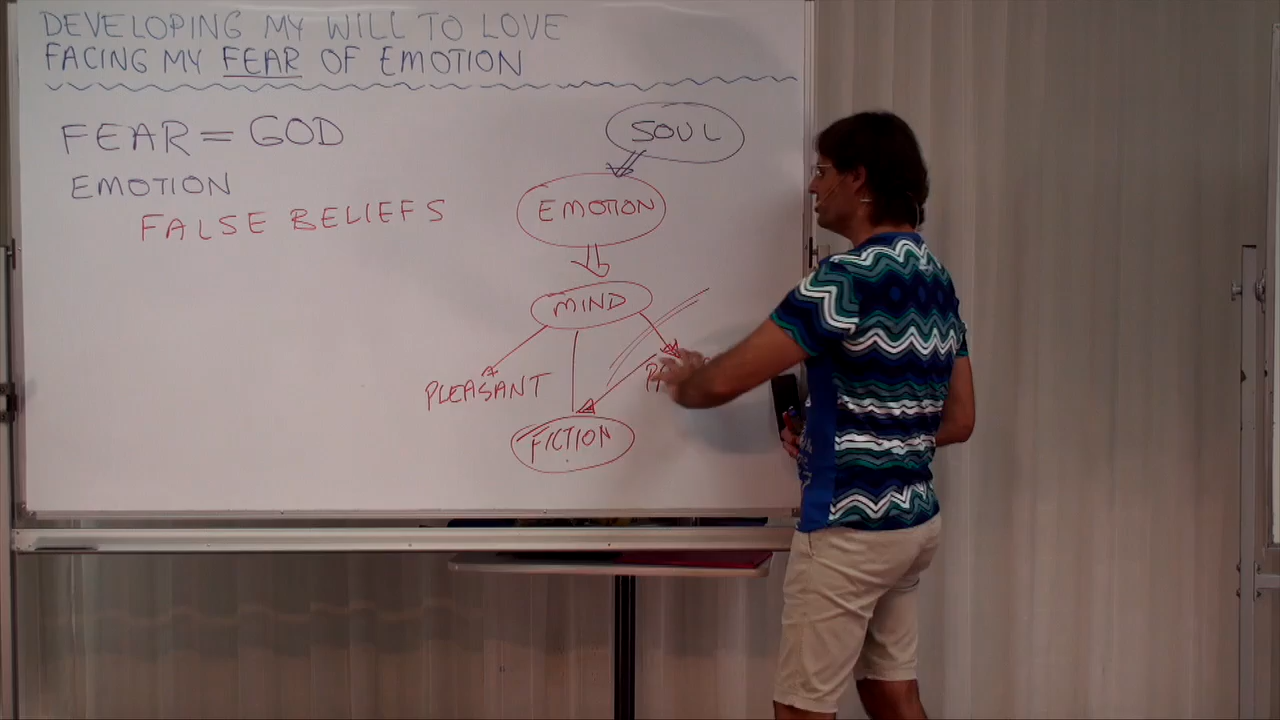 DEVELOPING MY WILL TO LOVE
FACING MY FEAR OF EMOTION
FEAR = GOD
SOUL
EMOTION
FALSE BELIEFS
EMOTION
MIND
PLEASANT
FICTION